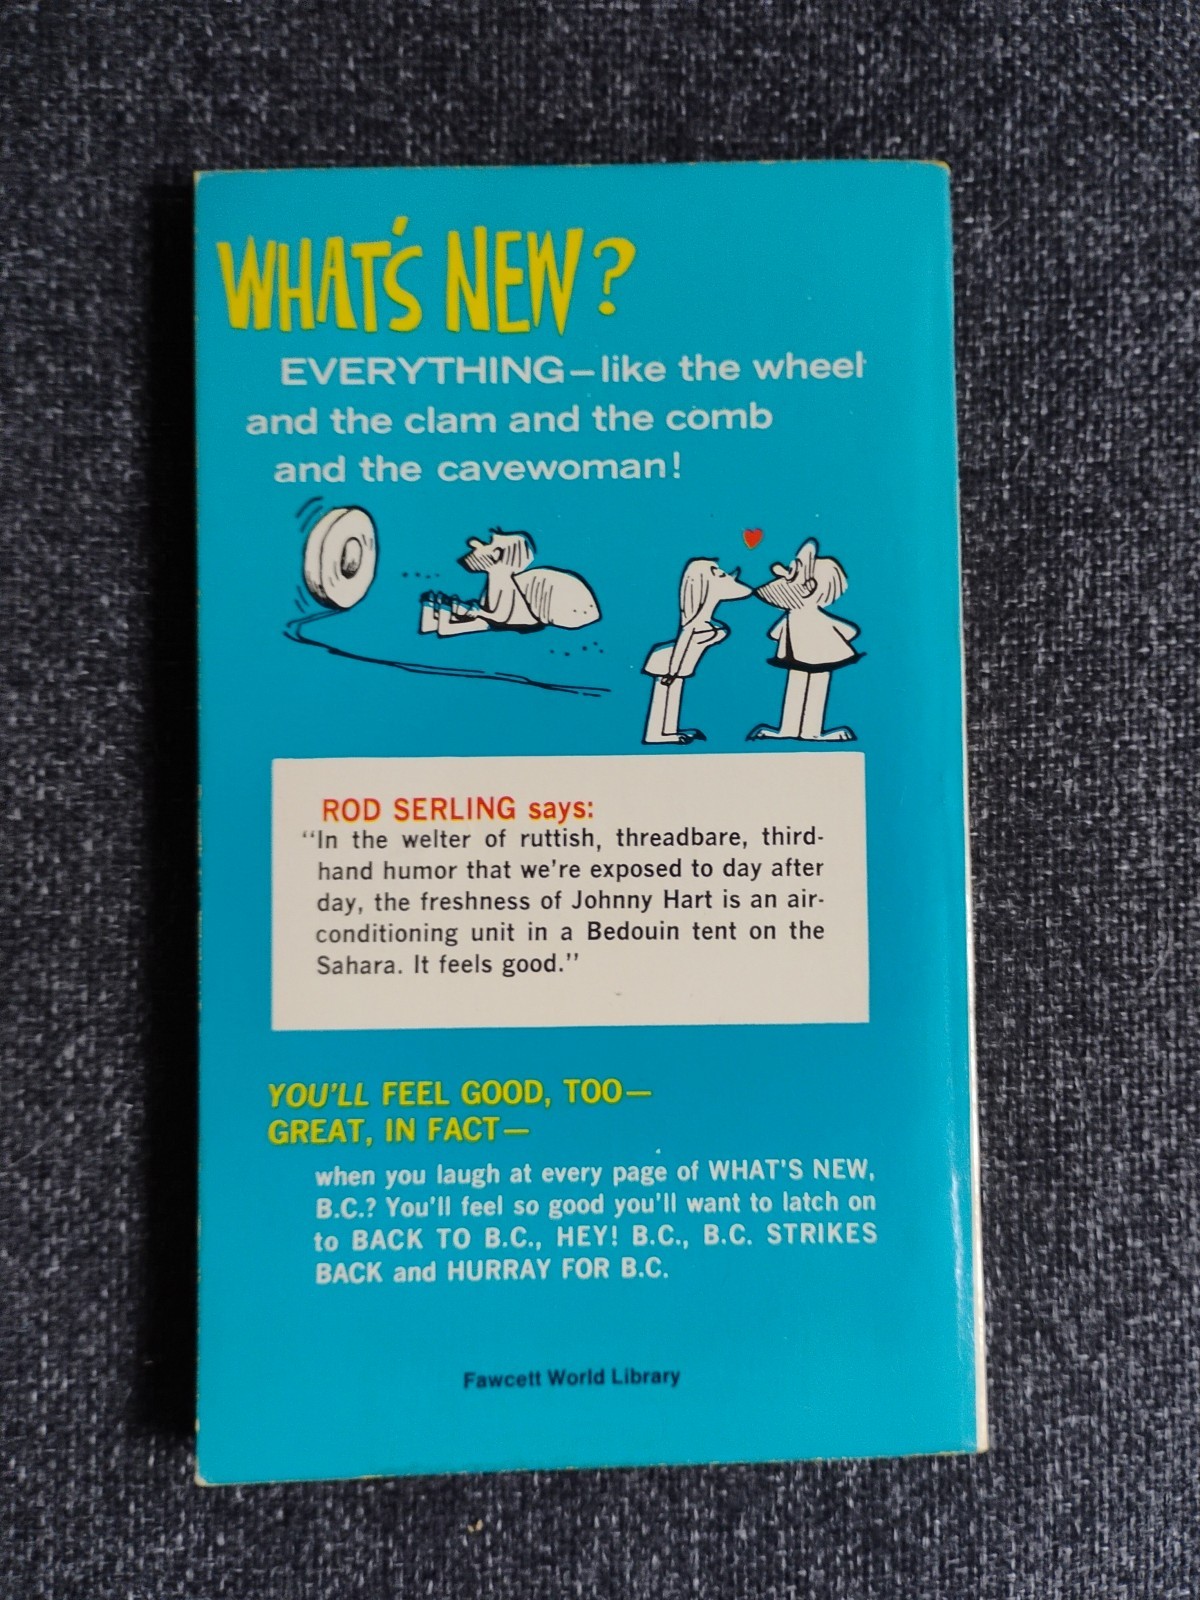 WHAT'S NEW?
EVERYTHING—like the wheel
and the clam and the comb
and the cavewoman!
ROD SERLING says:
“In the welter of ruttish, threadbare, third-
hand humor that we're exposed to day after
day, the freshness of Johnny Hart is an air-
conditioning unit in a Bedouin tent on the
Sahara. It feels good.”
YOU'LL FEEL GOOD, TOO—
GREAT, IN FACT—
when you laugh at every page of WHAT'S NEW,
B.C.? You'll feel so good you'll want to latch on
to BACK TO B.C., HEY! B.C., B.C. STRIKES
BACK and HURRAY FOR B.C.
Fawcett World Library